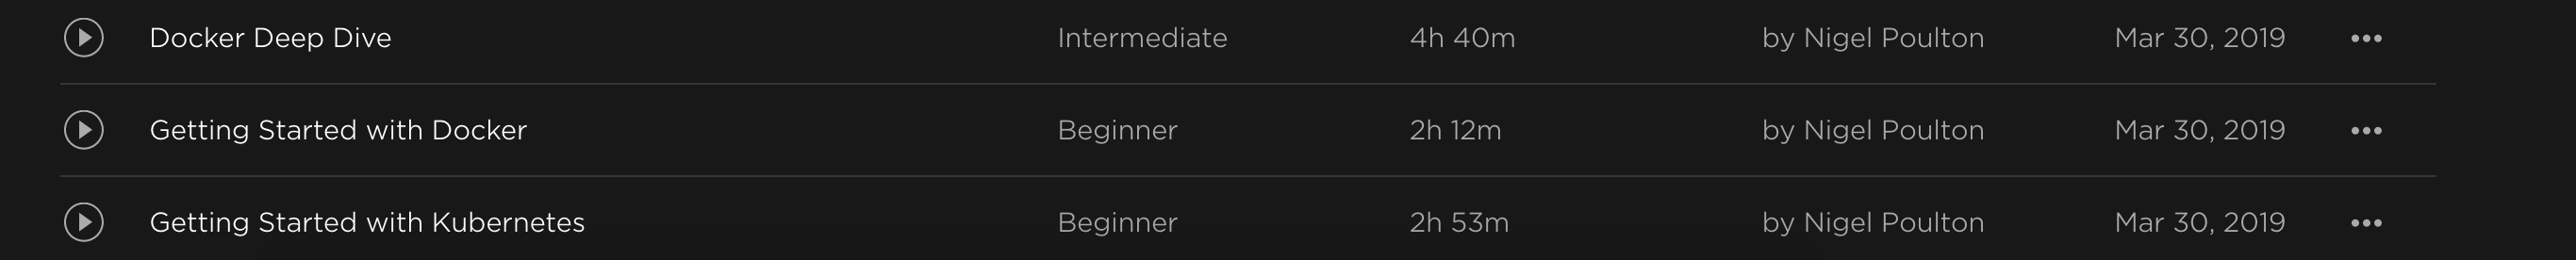 Docker Deep Dive Intermediate 4h 40m by Nigel Poulton Mar 30, 2019
Getting Started with Docker Beginner 2h 12m by Nigel Poulton Mar 30, 2019
Getting Started with Kubernetes Beginner 2h 53m by Nigel Poulton Mar 30, 2019